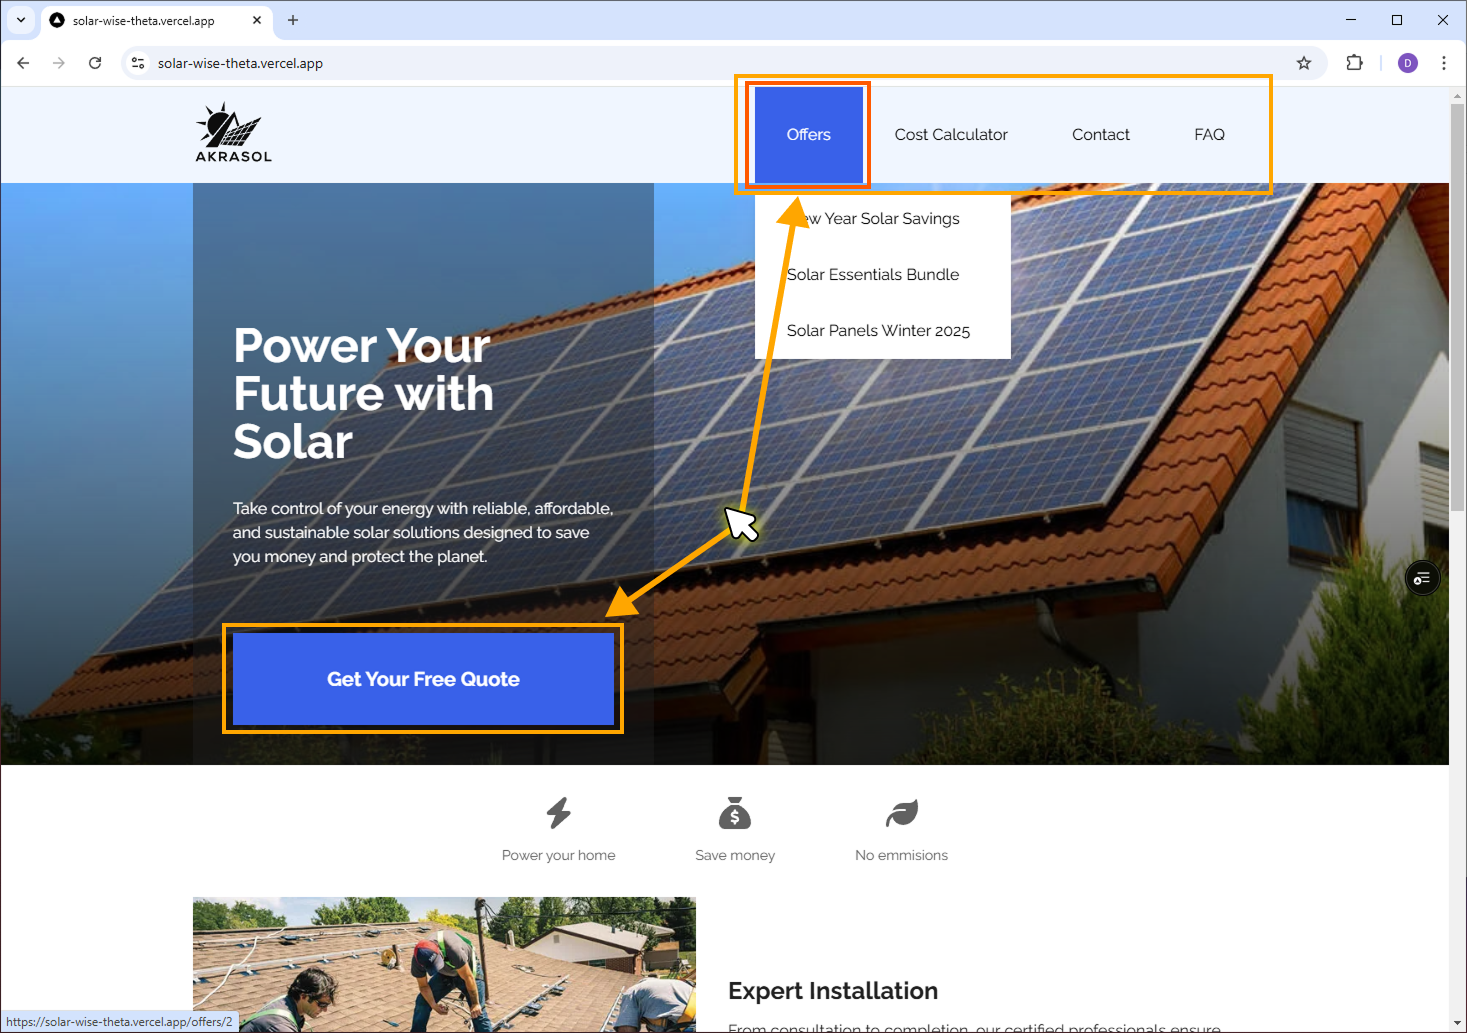 solar-wise-theta.vercel.app
solar-wise-theta.vercel.app
D
AKRASOL
Offers
Cost Calculator
Contact
FAQ
Year Solar Savings
Solar Essentials Bundle
Solar Panels Winter 2025
Power Your
Future with
Solar
Take control of your energy with reliable, affordable,
and sustainable solar solutions designed to save
you money and protect the planet.
Get Your Free Quote
Power your home
Save money
No emmisions
Expert Installation
From consultation to completion, our certified professionals ensure
https://solar-wise-theta.vercel.app/offers/2